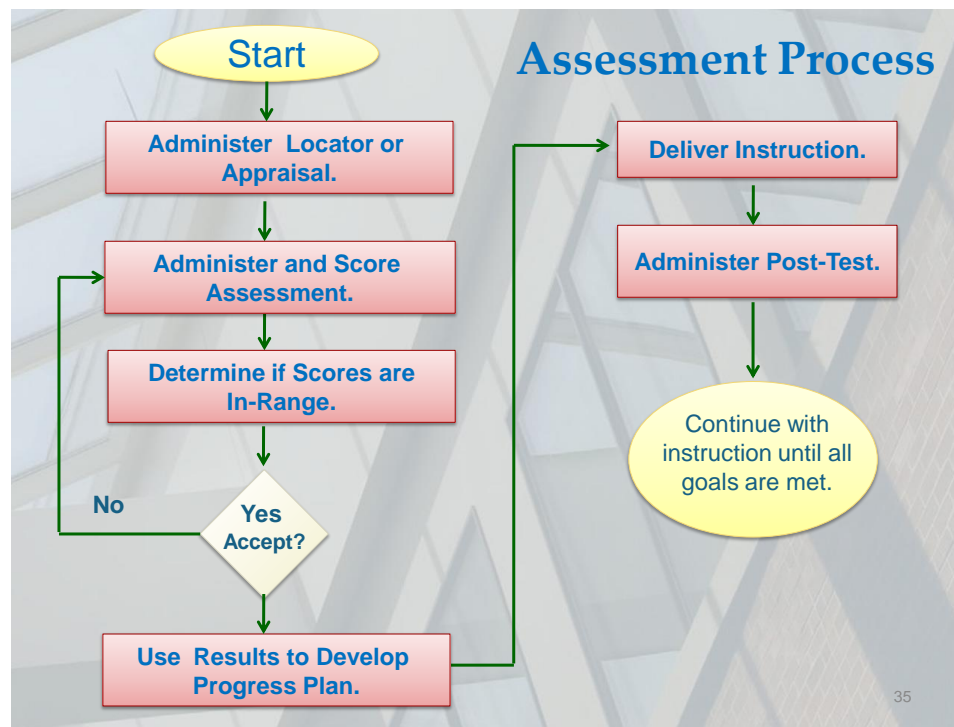 Assessment Process
Start
Administer Locator or
Appraisal.
Administer and Score
Assessment.
Determine if Scores are
In-Range.
No
Yes
Accept?
Use Results to Develop
Progress Plan.
Deliver Instruction.
Administer Post-Test.
Continue with
instruction until all
goals are met.
35